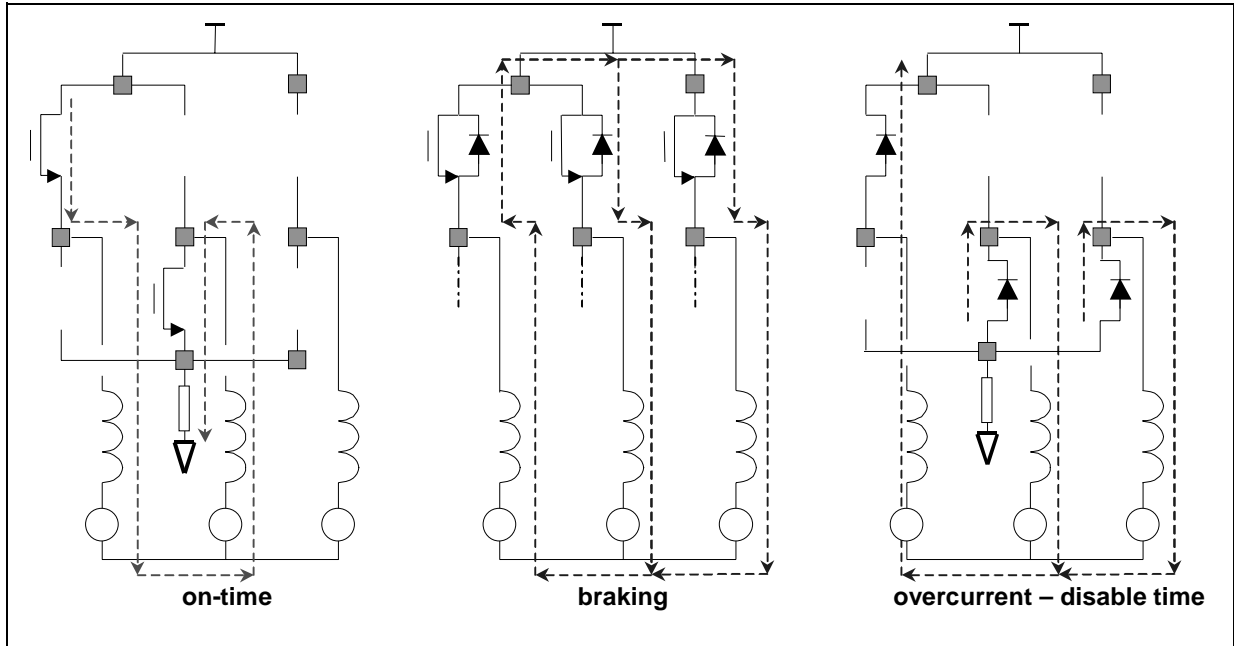 on-time
braking
overcurrent – disable time